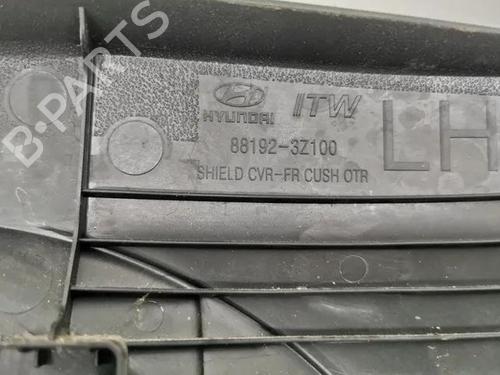 HYUNDAI ITW
LH
88192-3Z100
SHIELD CVR-FR CUSH OTR
B-PARTS